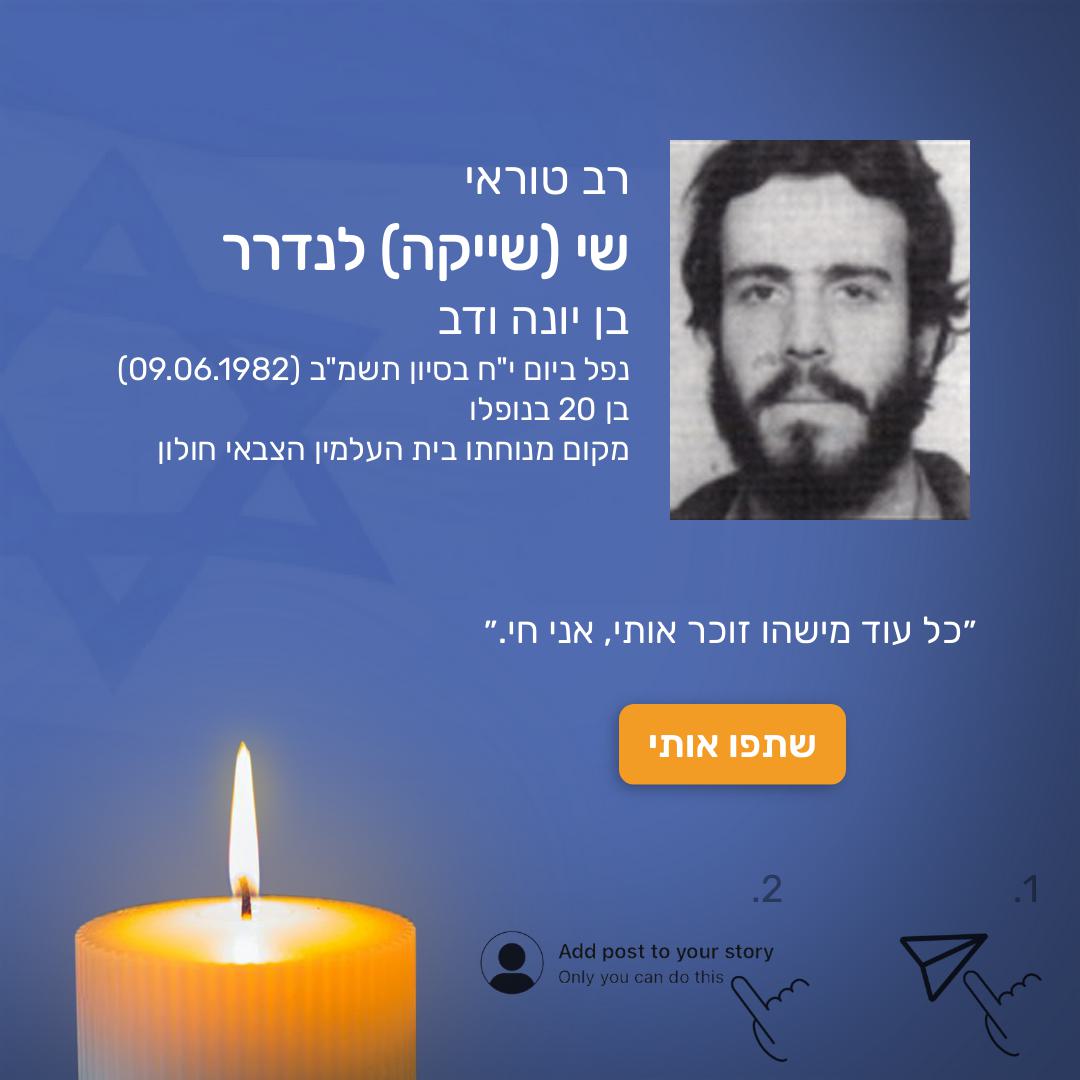 רב טוראי
שי (שייקה) לנדרר
בן יונה ודב
נפל ביום י"ח בסיון תשמ"ב (09.06.1982)
בן 20 בנופלו
מקום מנוחתו בית העלמין הצבאי חולון
״כל עוד מישהו זוכר אותי, אני חי.״
שתפו אותי
1.
2.
Add post to your story
Only you can do this